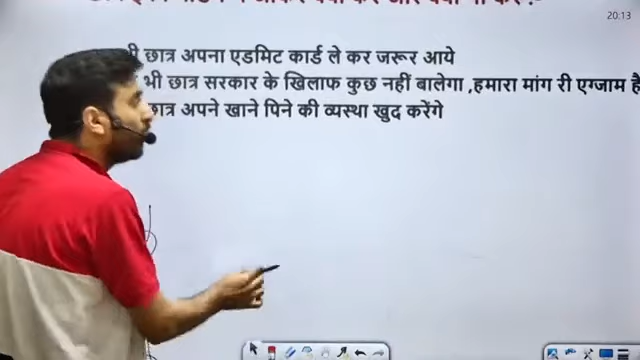 20:13
छात्र अपना एडमिट कार्ड ले कर जरूर आये
भी छात्र सरकार के खिलाफ कुछ नहीं बालेगा ,हमारा मांग री एग्जाम है
छात्र अपने खाने पिने की व्यस्था खुद करेंगे